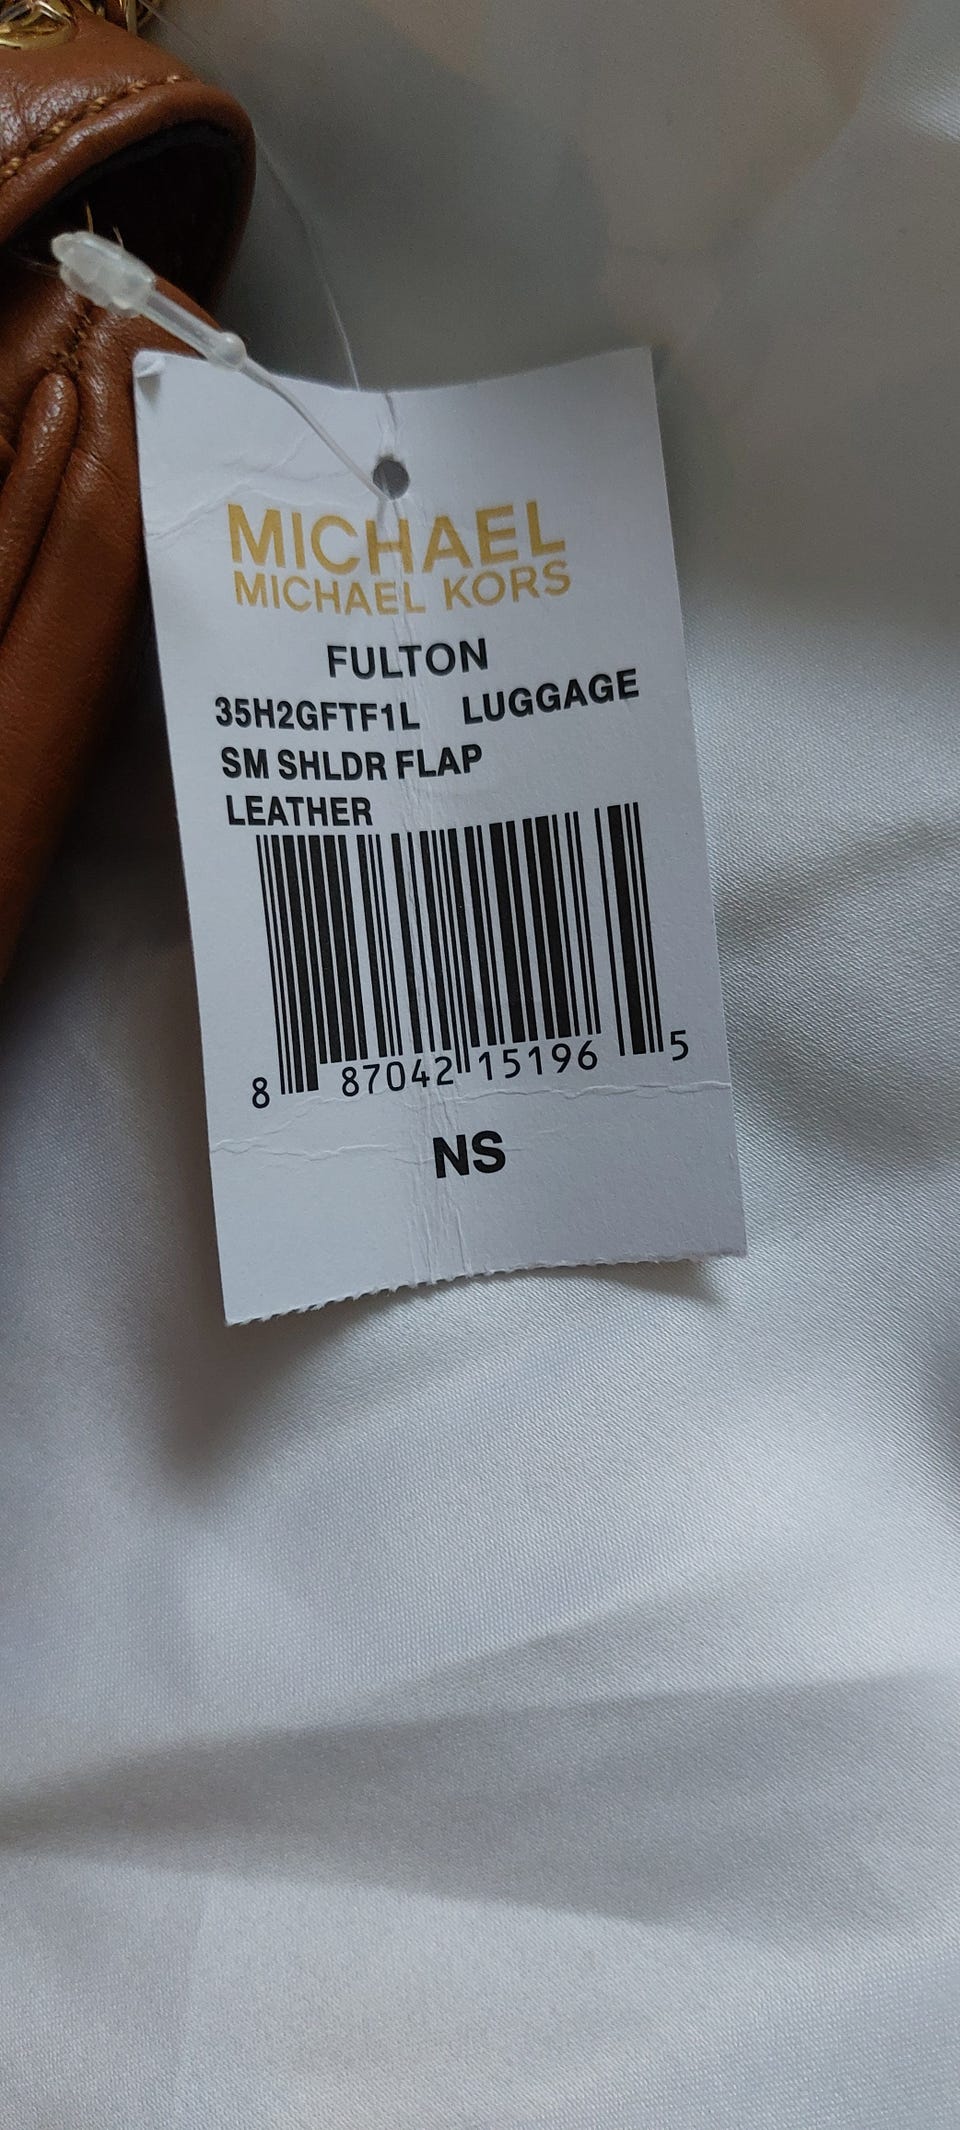 MICHAEL
MICHAEL KORS
FULTON
35H2GFTF1L LUGGAGE
SM SHLDR FLAP
LEATHER
8 87042 15196 5
NS